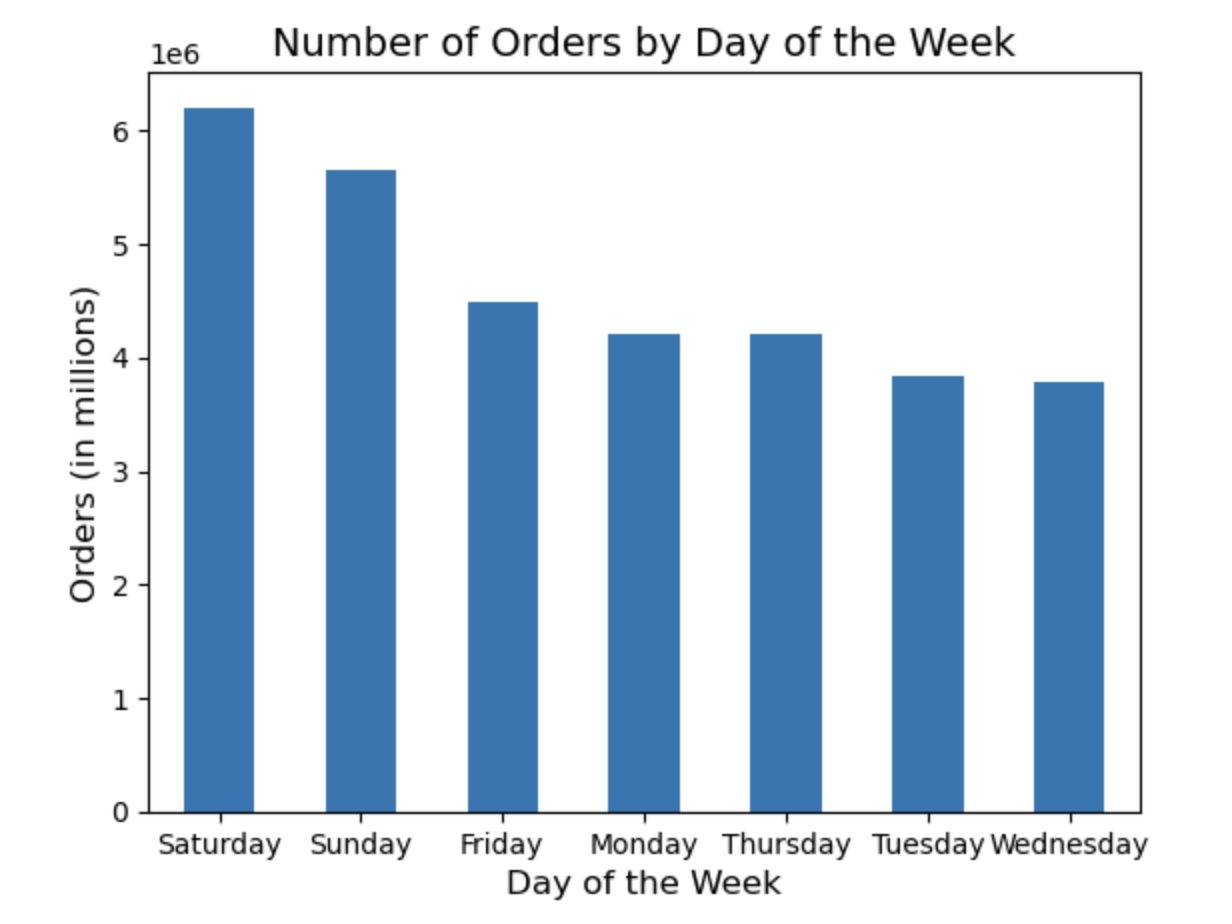 Number of Orders by Day of the Week
1e6
6
5
4
3
2
1
0
Orders (in millions)
Saturday Sunday Friday Monday Thursday Tuesday Wednesday
Day of the Week